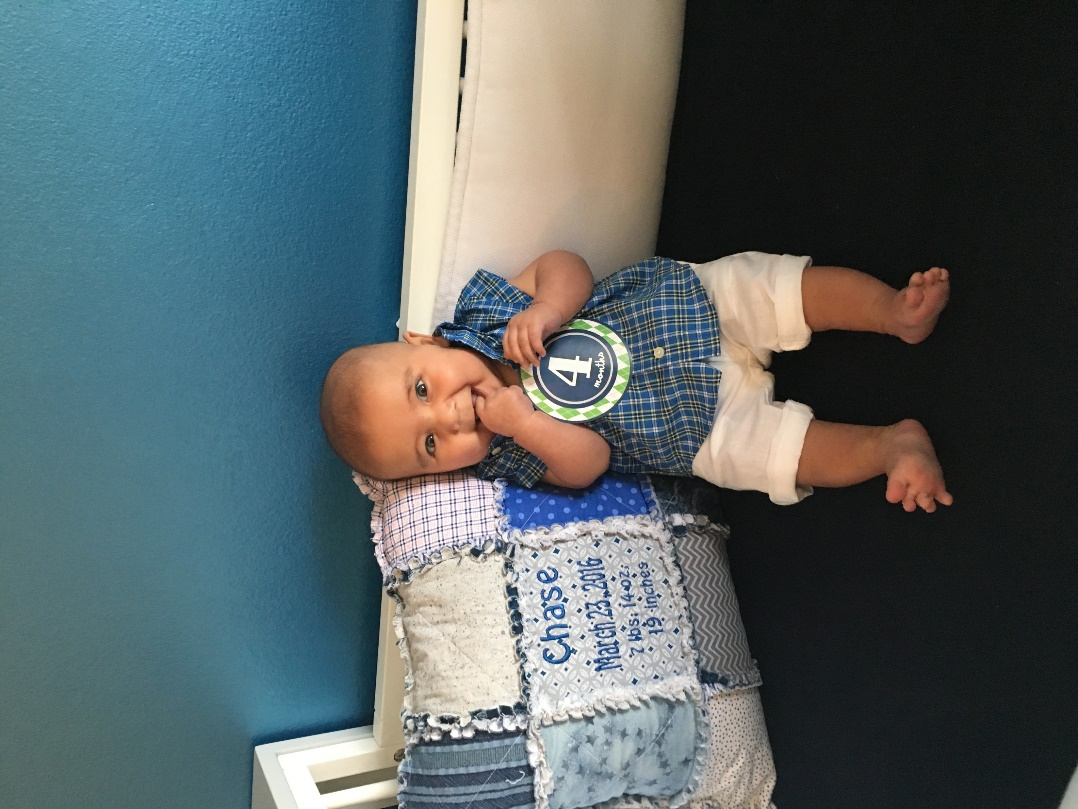 4
months
Chase
March 23, 2016
7 lbs. 14 oz.
19 inches